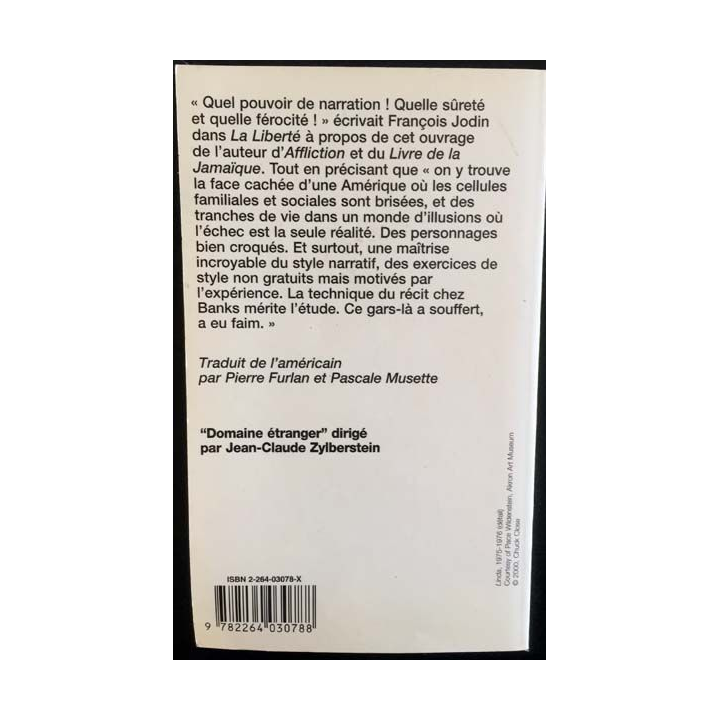 « Quel pouvoir de narration ! Quelle sûreté
et quelle férocité ! » écrivait François Jodin
dans La Liberté à propos de cet ouvrage
de l'auteur d'Affliction et du Livre de la
Jamaïque. Tout en précisant que « on y trouve
la face cachée d'une Amérique où les cellules
familiales et sociales sont brisées, et des
tranches de vie dans un monde d'illusions où
l'échec est la seule réalité. Des personnages
bien croqués. Et surtout, une maîtrise
incroyable du style narratif, des exercices de
style non gratuits mais motivés par
l'expérience. La technique du récit chez
Banks mérite l'étude. Ce gars-là a souffert,
a eu faim. »
Traduit de l'américain
par Pierre Furlan et Pascale Musette
“Domaine étranger” dirigé
par Jean-Claude Zylberstein
Linda, 1975-1976 (détail)
Courtesy of Pace Wildenstein, Akron Art Museum
© 2000, Chuck Close
ISBN 2-264-03078-X
9 782264 030788